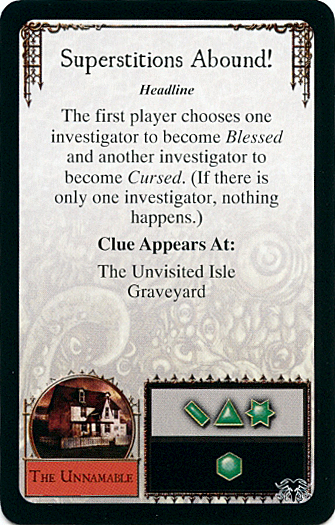 Superstitions Abound!
Headline
The first player chooses one
investigator to become Blessed
and another investigator to
become Cursed. (If there is
only one investigator, nothing
happens.)
Clue Appears At:
The Unvisited Isle
Graveyard
The Unnamable